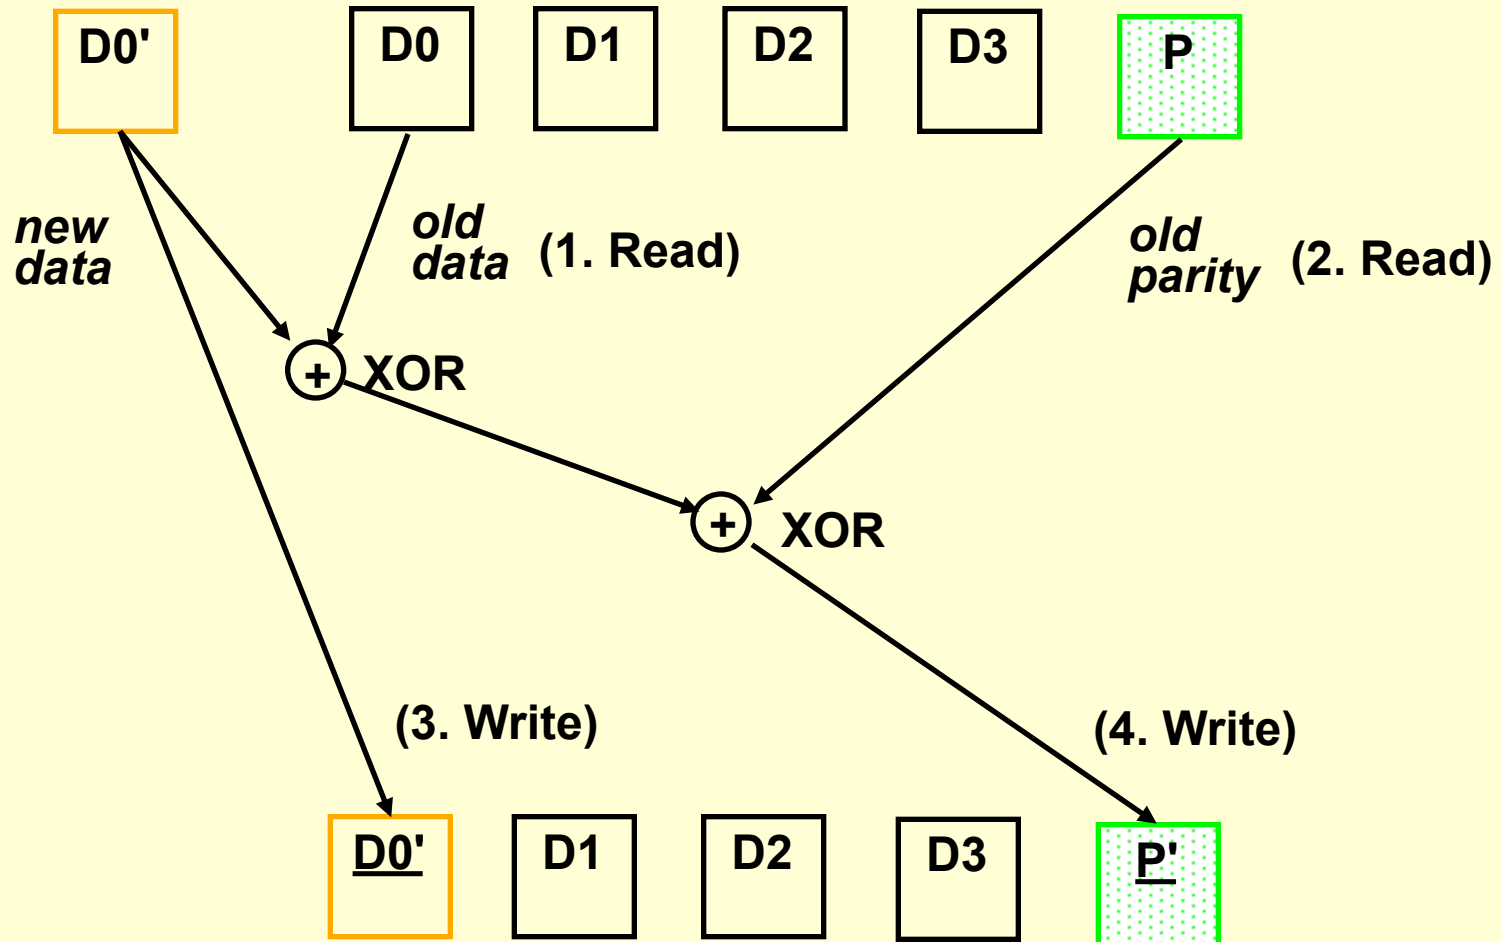 D0'
D0
D1
D2
D3
P
new
data
old
data
(1. Read)
old
parity
(2. Read)
+
XOR
+
XOR
(3. Write)
(4. Write)
D0'
D1
D2
D3
P'